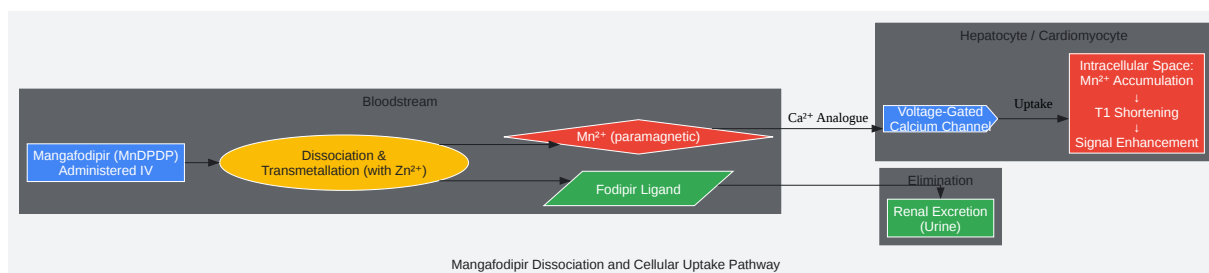 Hepatocyte / Cardiomyocyte
Intracellular Space:
Mn²⁺ Accumulation
↓
T1 Shortening
↓
Signal Enhancement
Uptake
Voltage-Gated
Calcium Channel
Ca²⁺ Analogue
Bloodstream
Mn²⁺ (paramagnetic)
Dissociation &
Transmetallation (with Zn²⁺)
Mangafodipir (MnDPDP)
Administered IV
Fodipir Ligand
Elimination
Renal Excretion
(Urine)
Mangafodipir Dissociation and Cellular Uptake Pathway